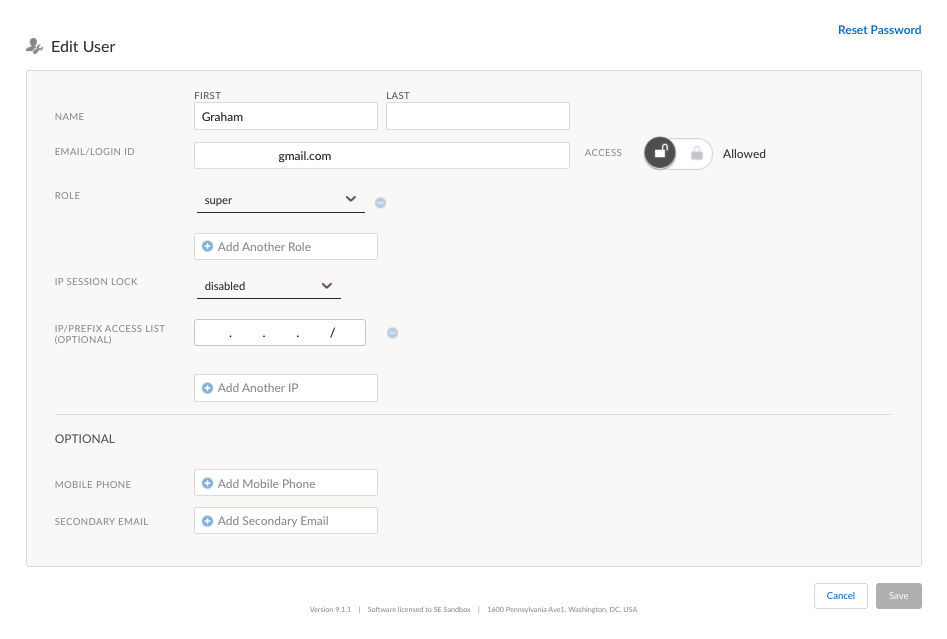 Reset Password
Edit User
FIRST LAST
NAME Graham
EMAIL/LOGIN ID gmail.com ACCESS Allowed
ROLE super
Add Another Role
IP SESSION LOCK disabled
IP/PREFIX ACCESS LIST
(OPTIONAL) . . . /
Add Another IP
OPTIONAL
MOBILE PHONE Add Mobile Phone
SECONDARY EMAIL Add Secondary Email
Cancel Save
Version 9.1.1 | Software licensed to SE Sandbox | 1600 Pennsylvania Ave1, Washington, DC, USA